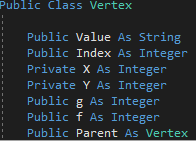 Public Class Vertex
Public Value As String
Public Index As Integer
Private X As Integer
Private Y As Integer
Public g As Integer
Public f As Integer
Public Parent As Vertex